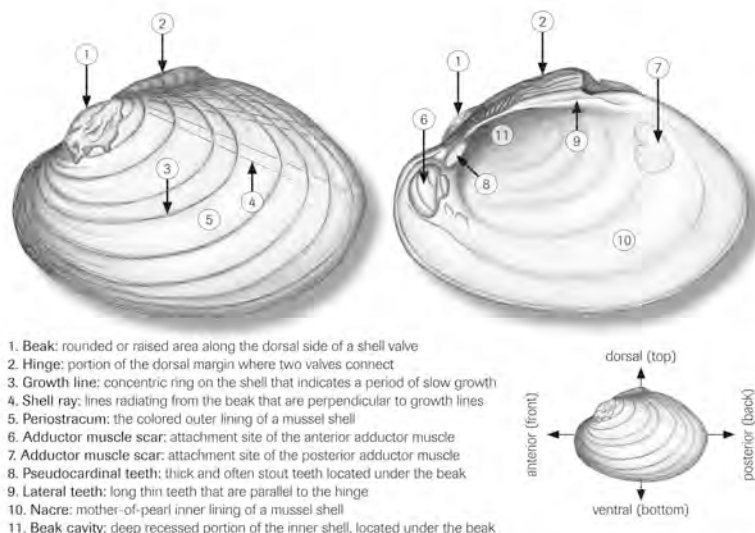 1
2
3
4
5
1
2
6
7
8
9
10
11
1. Beak: rounded or raised area along the dorsal side of a shell valve
2. Hinge: portion of the dorsal margin where two valves connect
3. Growth line: concentric ring on the shell that indicates a period of slow growth
4. Shell ray: lines radiating from the beak that are perpendicular to growth lines
5. Periostracum: the colored outer lining of a mussel shell
6. Adductor muscle scar: attachment site of the anterior adductor muscle
7. Adductor muscle scar: attachment site of the posterior adductor muscle
8. Pseudocardinal teeth: thick and often stout teeth located under the beak
9. Lateral teeth: long thin teeth that are parallel to the hinge
10. Nacre: mother-of-pearl inner lining of a mussel shell
11. Beak cavity: deep recessed portion of the inner shell, located under the beak
dorsal (top)
anterior (front)
posterior (back)
ventral (bottom)